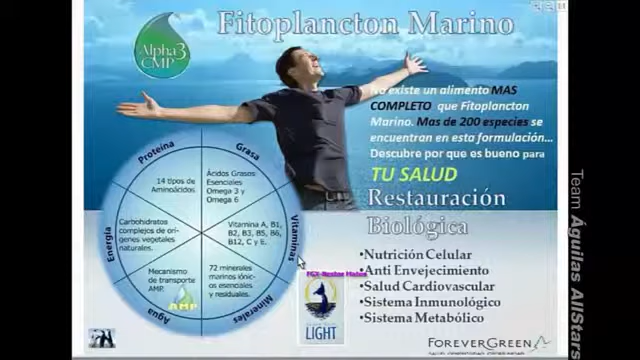 Fitoplancton Marino
Alpha3
CMP
No existe un alimento MAS
COMPLETO que Fitoplancton
Marino. Mas de 200 especies se
encuentran en esta formulación...
Descubre por que es bueno para
TU SALUD
Restauración
Biológica
•Nutrición Celular
•Anti Envejecimiento
•Salud Cardiovascular
•Sistema Inmunológico
•Sistema Metabólico
Proteína
14 tipos de
Aminoácidos.
Grasa
Ácidos Grasos
Esenciales
Omega 3 y
Omega 6
Vitaminas
Vitamina A, B1,
B2, B3, B5, B6,
B12, C y E.
Minerales
72 minerales
marinos ióni-
cos esenciales
y residuales.
Agua
Mecanismo
de transporte
AMP.
AMP
Energía
Carbohidratos
complejos de orí-
genes vegetales
naturales.
LIGHT
FOREVERGREEN
Team Águilas AllStars